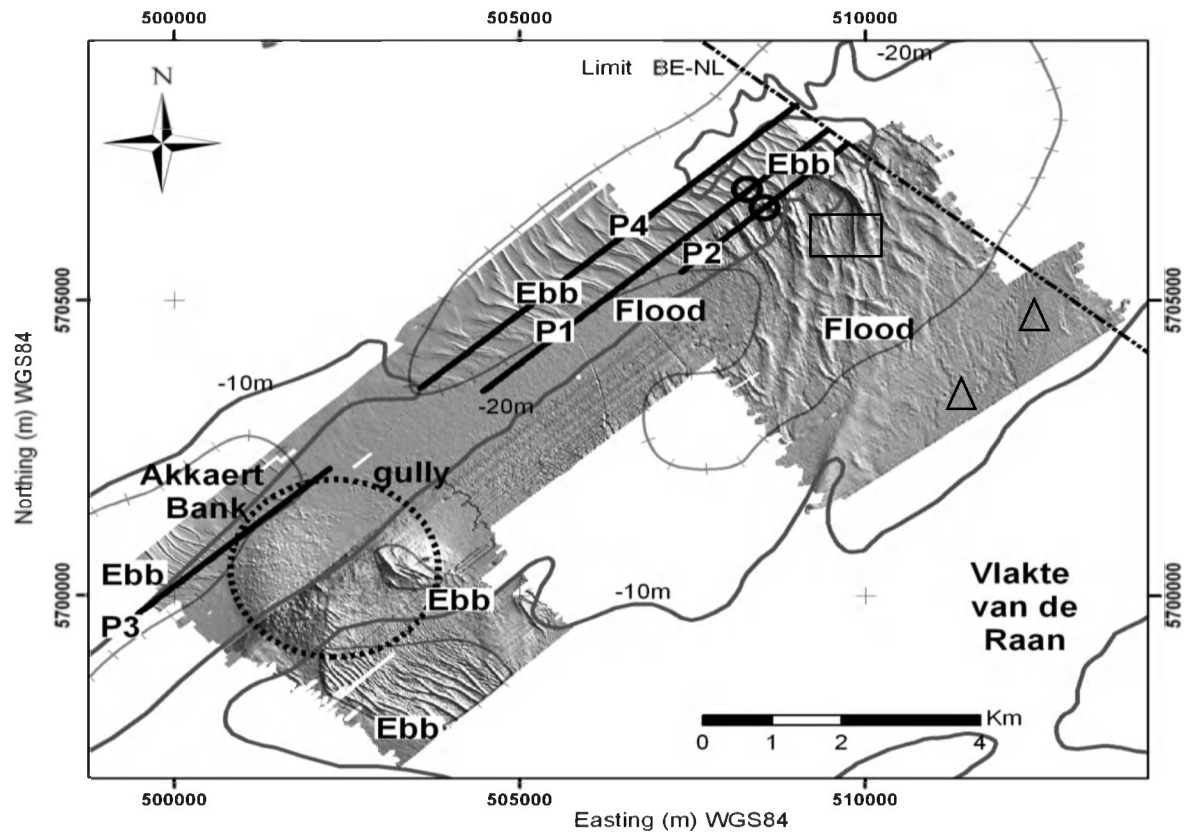 500000 505000 510000
N
Limit BE-NL
-20m
Ebb
P4
P2
Ebb
Flood
P1
Flood
-10m
-20m
Akkaert
Bank
gully
Ebb
Ebb
-10m
P3
Vlakte
van de
Raan
Ebb
Km
0 1 2 4
5705000
5700000
5705000
5700000
Northing (m) WGS84
500000 505000 510000
Easting (m) WGS84